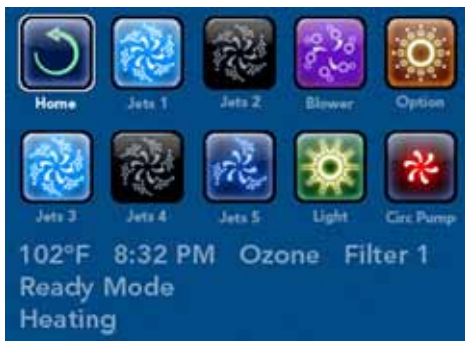 Home Jets 1 Jets 2 Blower Option
Jets 3 Jets 4 Jets 5 Light Circ Pump
102°F 8:32 PM Ozone Filter 1
Ready Mode
Heating